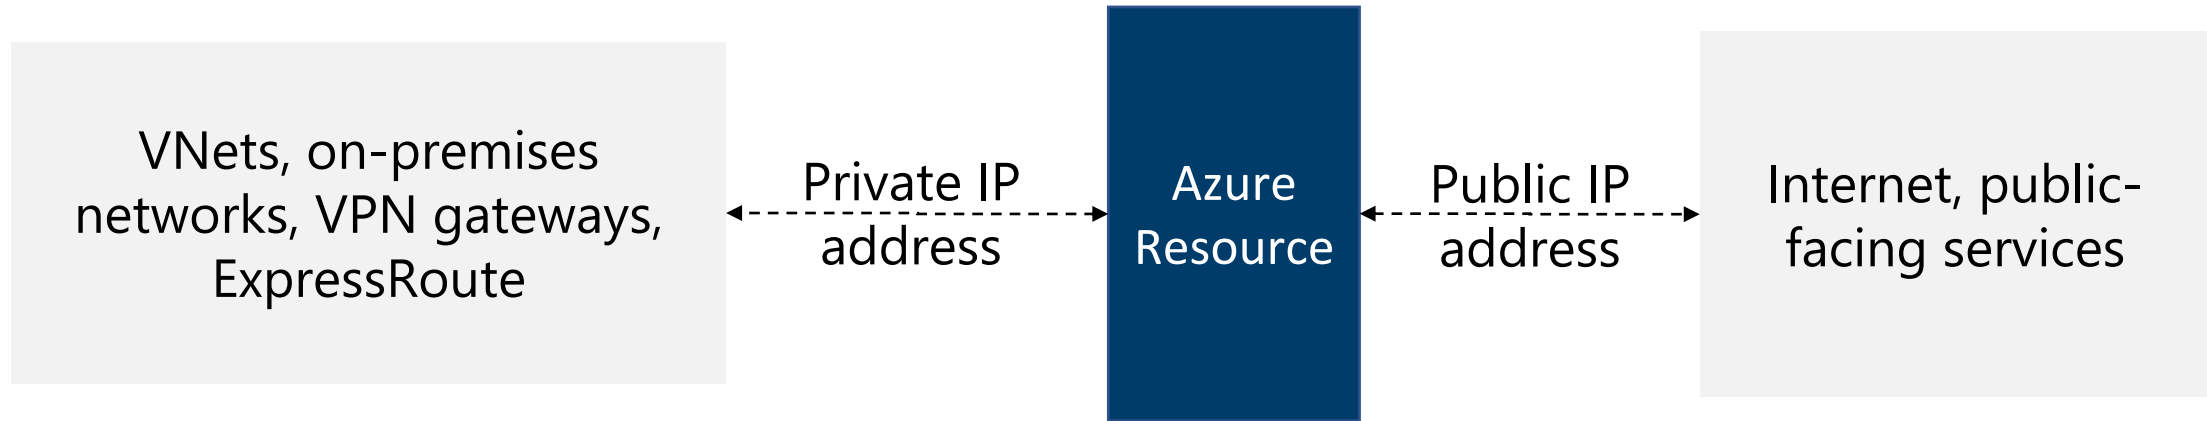 VNets, on-premises
networks, VPN gateways,
ExpressRoute
Private IP
address
Azure
Resource
Public IP
address
Internet, public-
facing services